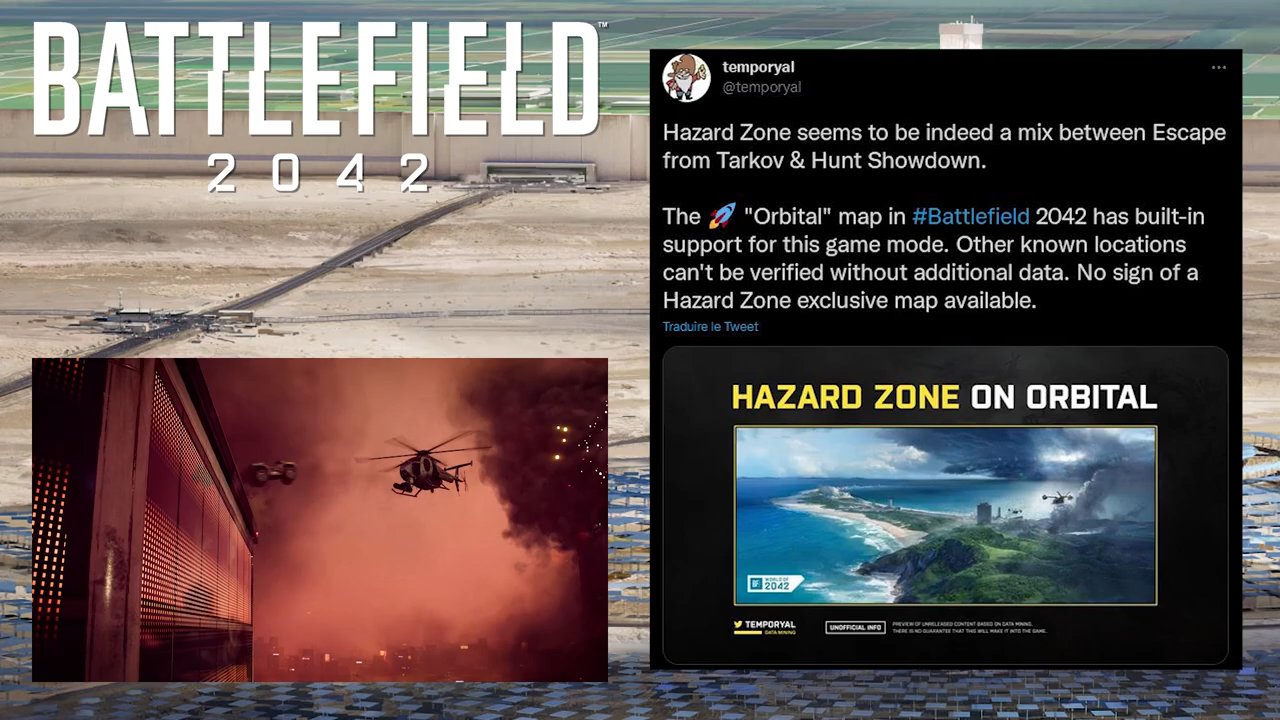 BATTLEFIELD™
2042
temporyal
@temporyal
Hazard Zone seems to be indeed a mix between Escape
from Tarkov & Hunt Showdown.
The 🚀 "Orbital" map in #Battlefield 2042 has built-in
support for this game mode. Other known locations
can't be verified without additional data. No sign of a
Hazard Zone exclusive map available.
Traduire le Tweet
HAZARD ZONE ON ORBITAL
WORLD OF
2042
TEMPORYAL
DATA MINING
UNOFFICIAL INFO
PREVIEW OF UNRELEASED CONTENT BASED ON DATA MINING.
THERE IS NO GUARANTEE THAT THIS WILL MAKE IT INTO THE GAME.